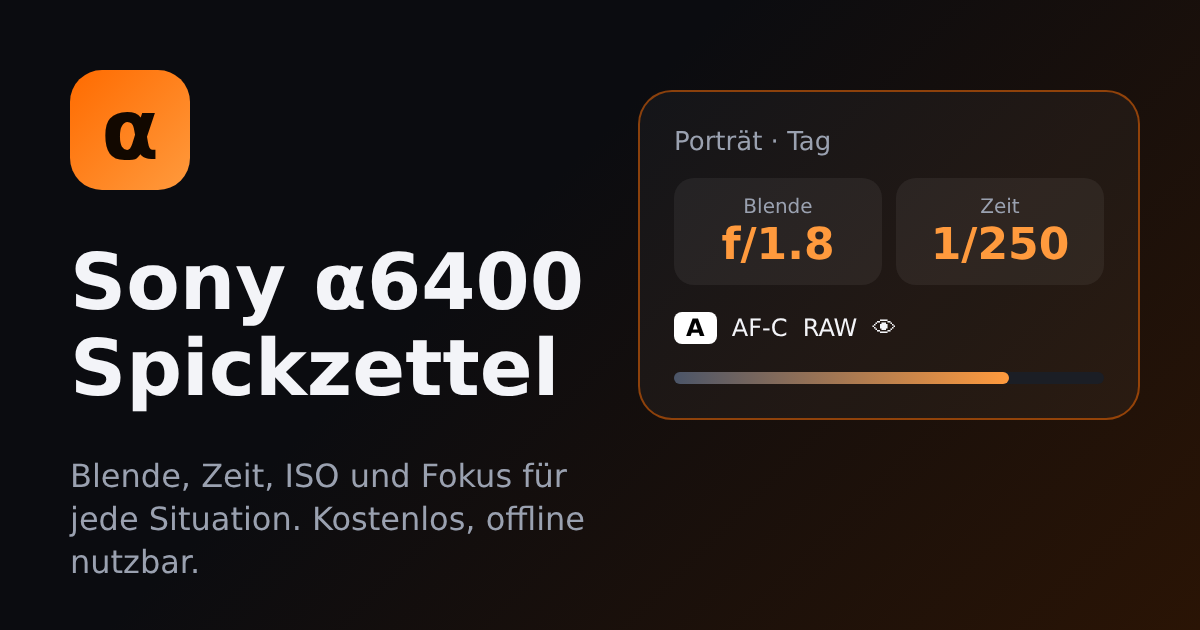 α
Sony α6400
Spickzettel
Blende, Zeit, ISO und Fokus für
jede Situation. Kostenlos, offline
nutzbar.
Porträt · Tag
Blende
f/1.8
Zeit
1/250
A AF-C RAW 👁